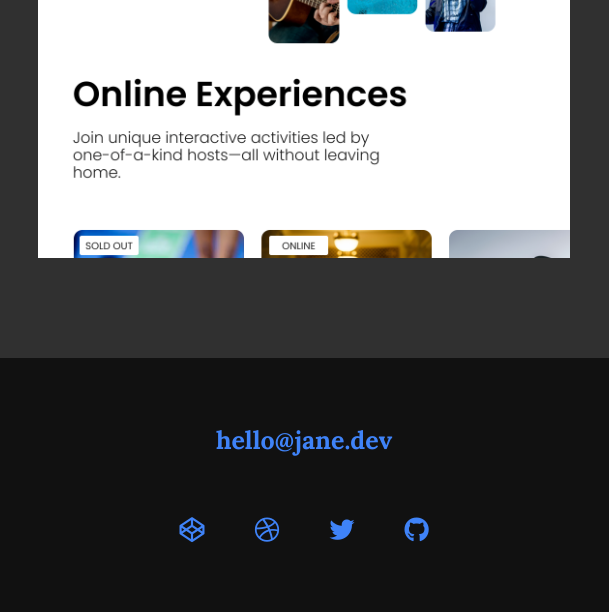 Online Experiences
Join unique interactive activities led by
one-of-a-kind hosts—all without leaving
home.
SOLD OUT
ONLINE
hello@jane.dev